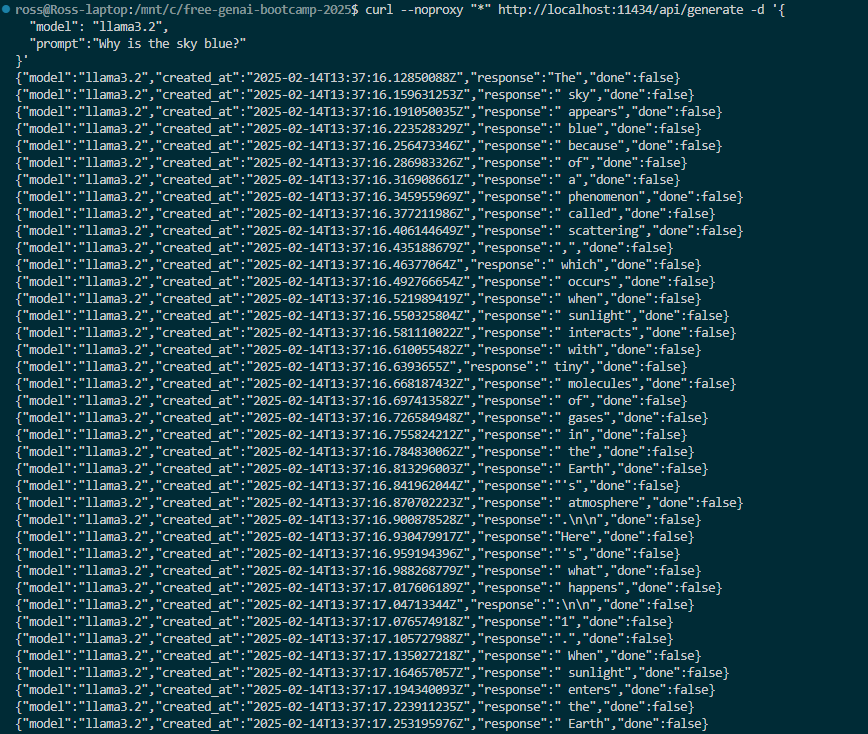 ross@Ross-laptop:/mnt/c/free-genai-bootcamp-2025$ curl --noproxy "*" http://localhost:11434/api/generate -d '{
  "model": "llama3.2",
  "prompt":"Why is the sky blue?"
}'
{"model":"llama3.2","created_at":"2025-02-14T13:37:16.12850088Z","response":"The","done":false}
{"model":"llama3.2","created_at":"2025-02-14T13:37:16.159631253Z","response":" sky","done":false}
{"model":"llama3.2","created_at":"2025-02-14T13:37:16.191050035Z","response":" appears","done":false}
{"model":"llama3.2","created_at":"2025-02-14T13:37:16.223528329Z","response":" blue","done":false}
{"model":"llama3.2","created_at":"2025-02-14T13:37:16.256473346Z","response":" because","done":false}
{"model":"llama3.2","created_at":"2025-02-14T13:37:16.286983326Z","response":" of","done":false}
{"model":"llama3.2","created_at":"2025-02-14T13:37:16.316908661Z","response":" a","done":false}
{"model":"llama3.2","created_at":"2025-02-14T13:37:16.345955969Z","response":" phenomenon","done":false}
{"model":"llama3.2","created_at":"2025-02-14T13:37:16.377211986Z","response":" called","done":false}
{"model":"llama3.2","created_at":"2025-02-14T13:37:16.406144649Z","response":" scattering","done":false}
{"model":"llama3.2","created_at":"2025-02-14T13:37:16.435188679Z","response":",","done":false}
{"model":"llama3.2","created_at":"2025-02-14T13:37:16.46377064Z","response":" which","done":false}
{"model":"llama3.2","created_at":"2025-02-14T13:37:16.492766654Z","response":" occurs","done":false}
{"model":"llama3.2","created_at":"2025-02-14T13:37:16.521989419Z","response":" when","done":false}
{"model":"llama3.2","created_at":"2025-02-14T13:37:16.550325804Z","response":" sunlight","done":false}
{"model":"llama3.2","created_at":"2025-02-14T13:37:16.581110022Z","response":" interacts","done":false}
{"model":"llama3.2","created_at":"2025-02-14T13:37:16.610055482Z","response":" with","done":false}
{"model":"llama3.2","created_at":"2025-02-14T13:37:16.6393655Z","response":" tiny","done":false}
{"model":"llama3.2","created_at":"2025-02-14T13:37:16.668187432Z","response":" molecules","done":false}
{"model":"llama3.2","created_at":"2025-02-14T13:37:16.697413582Z","response":" of","done":false}
{"model":"llama3.2","created_at":"2025-02-14T13:37:16.726584948Z","response":" gases","done":false}
{"model":"llama3.2","created_at":"2025-02-14T13:37:16.755824212Z","response":" in","done":false}
{"model":"llama3.2","created_at":"2025-02-14T13:37:16.784830062Z","response":" the","done":false}
{"model":"llama3.2","created_at":"2025-02-14T13:37:16.813296003Z","response":" Earth","done":false}
{"model":"llama3.2","created_at":"2025-02-14T13:37:16.841962044Z","response":"'s","done":false}
{"model":"llama3.2","created_at":"2025-02-14T13:37:16.870702223Z","response":" atmosphere","done":false}
{"model":"llama3.2","created_at":"2025-02-14T13:37:16.900878528Z","response":".\n\n","done":false}
{"model":"llama3.2","created_at":"2025-02-14T13:37:16.930479917Z","response":"Here","done":false}
{"model":"llama3.2","created_at":"2025-02-14T13:37:16.959194396Z","response":"'s","done":false}
{"model":"llama3.2","created_at":"2025-02-14T13:37:16.988268779Z","response":" what","done":false}
{"model":"llama3.2","created_at":"2025-02-14T13:37:17.017606189Z","response":" happens","done":false}
{"model":"llama3.2","created_at":"2025-02-14T13:37:17.04713344Z","response":":\n\n","done":false}
{"model":"llama3.2","created_at":"2025-02-14T13:37:17.076574918Z","response":"1","done":false}
{"model":"llama3.2","created_at":"2025-02-14T13:37:17.105727988Z","response":".","done":false}
{"model":"llama3.2","created_at":"2025-02-14T13:37:17.135027218Z","response":" When","done":false}
{"model":"llama3.2","created_at":"2025-02-14T13:37:17.164657057Z","response":" sunlight","done":false}
{"model":"llama3.2","created_at":"2025-02-14T13:37:17.194340093Z","response":" enters","done":false}
{"model":"llama3.2","created_at":"2025-02-14T13:37:17.223911235Z","response":" the","done":false}
{"model":"llama3.2","created_at":"2025-02-14T13:37:17.253195976Z","response":" Earth","done":false}